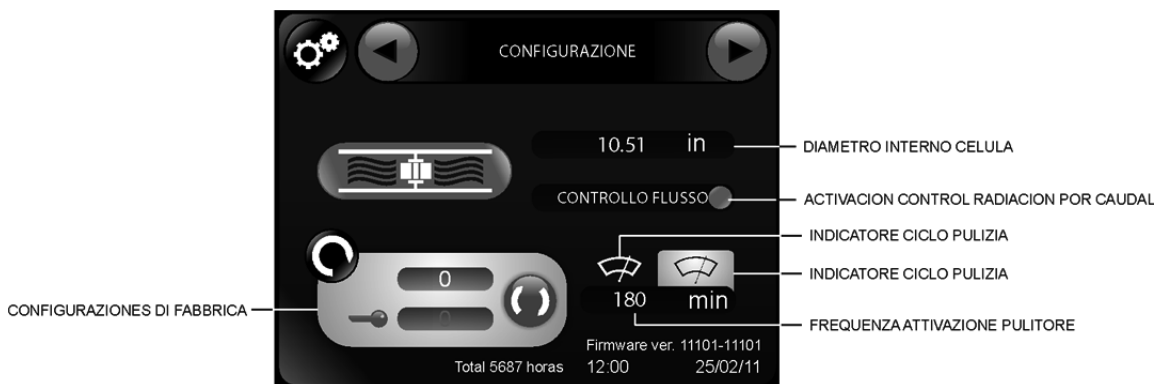 CONFIGURAZIONE
10.51 in
DIAMETRO INTERNO CELULA
CONTROLLO FLUSSO
ACTIVACION CONTROL RADIACION POR CAUDAL
INDICATORE CICLO PULIZIA
INDICATORE CICLO PULIZIA
0
180 min
CONFIGURAZIONES DI FABBRICA
0
FREQUENZA ATTIVAZIONE PULITORE
Firmware ver. 11101-11101
Total 5687 horas 12:00 25/02/11